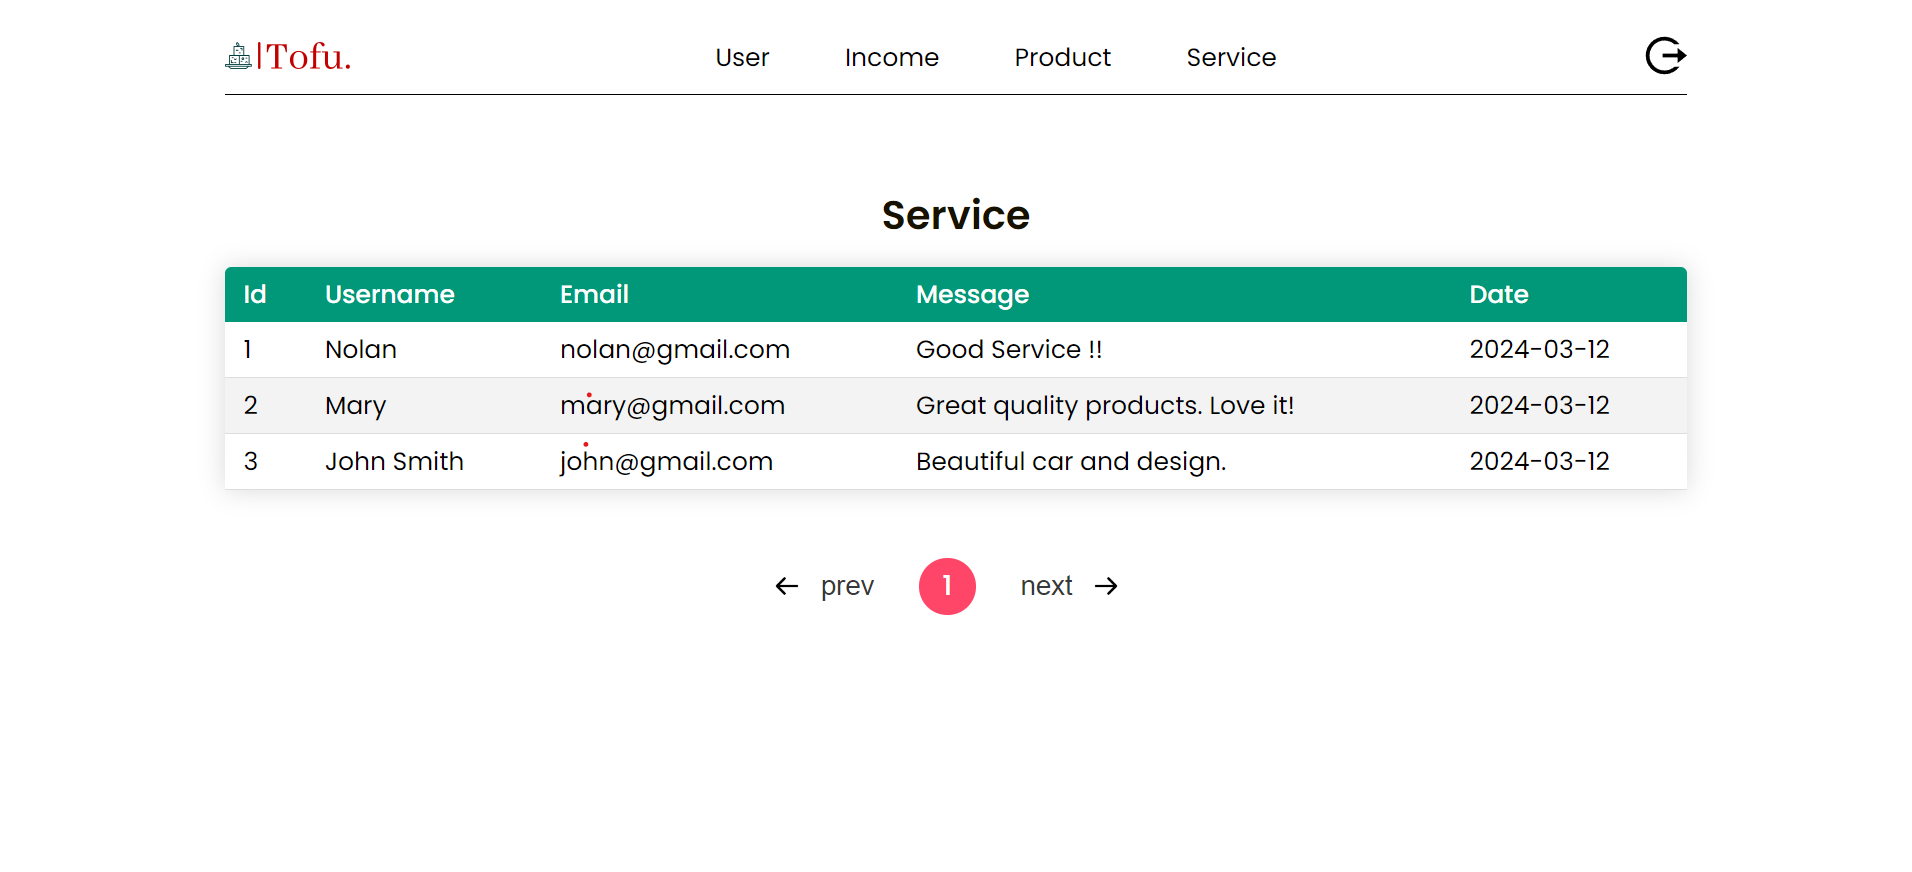 |Tofu. User Income Product Service
Service
Id Username Email Message Date
1 Nolan nolan@gmail.com Good Service !! 2024-03-12
2 Mary mary@gmail.com Great quality products. Love it! 2024-03-12
3 John Smith john@gmail.com Beautiful car and design. 2024-03-12
← prev 1 next →